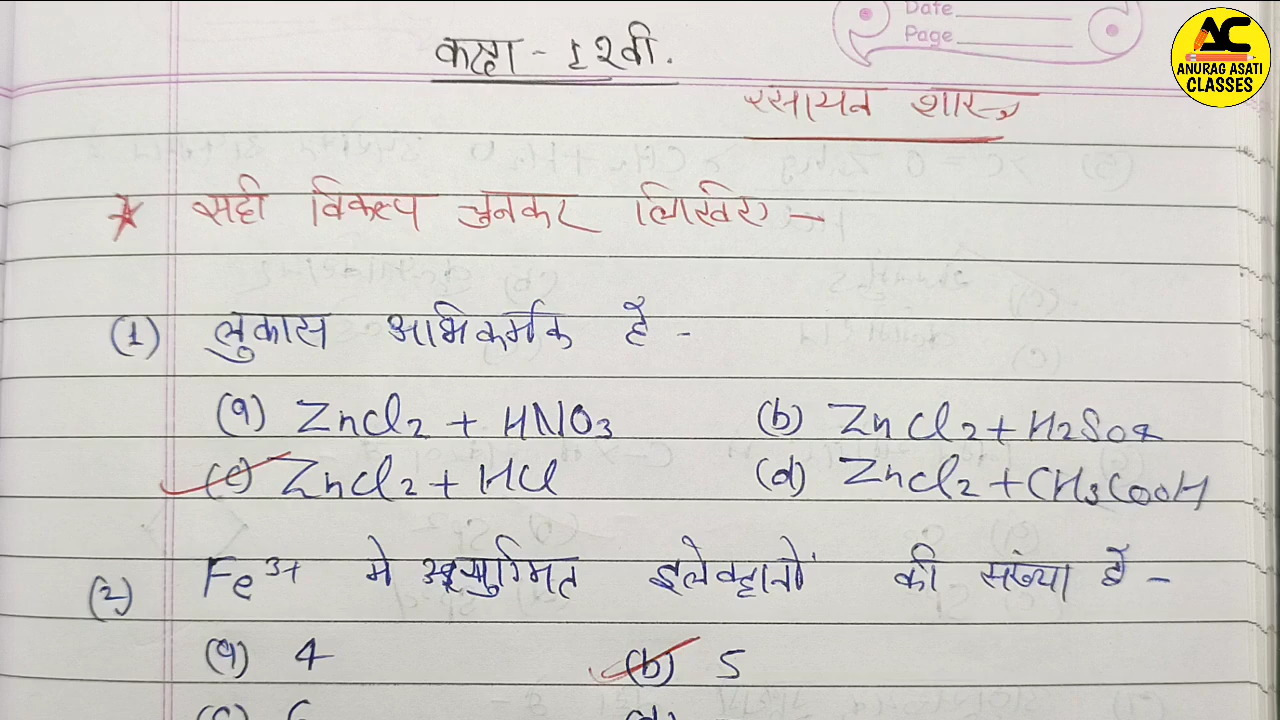 Date
Page
AC
ANURAG ASATI
CLASSES
कक्षा - 12वी.
रसायन शास्त्र
* सही विकल्प चुनकर लिखिए -
(1) लुकास अभिकर्मक है -
(a) ZnCl2 + HNO3 (b) ZnCl2 + H2SO4
(c) ZnCl2 + HCl (d) ZnCl2 + CH3COOH
(2) Fe3+ मे अयुग्मित इलेक्ट्रानों की संख्या है -
(a) 4 (b) 5